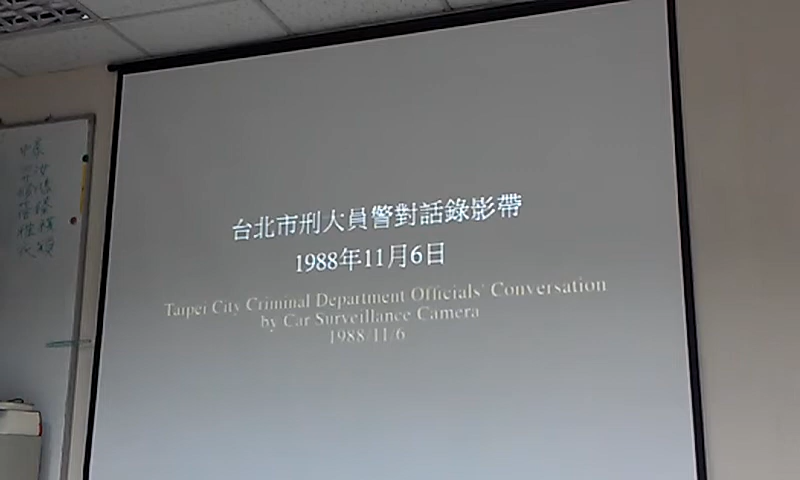 台北市刑大員警對話錄影帶
1988年11月6日
Taipei City Criminal Department Officials' Conversation
by Car Surveillance Camera
1988/11/6